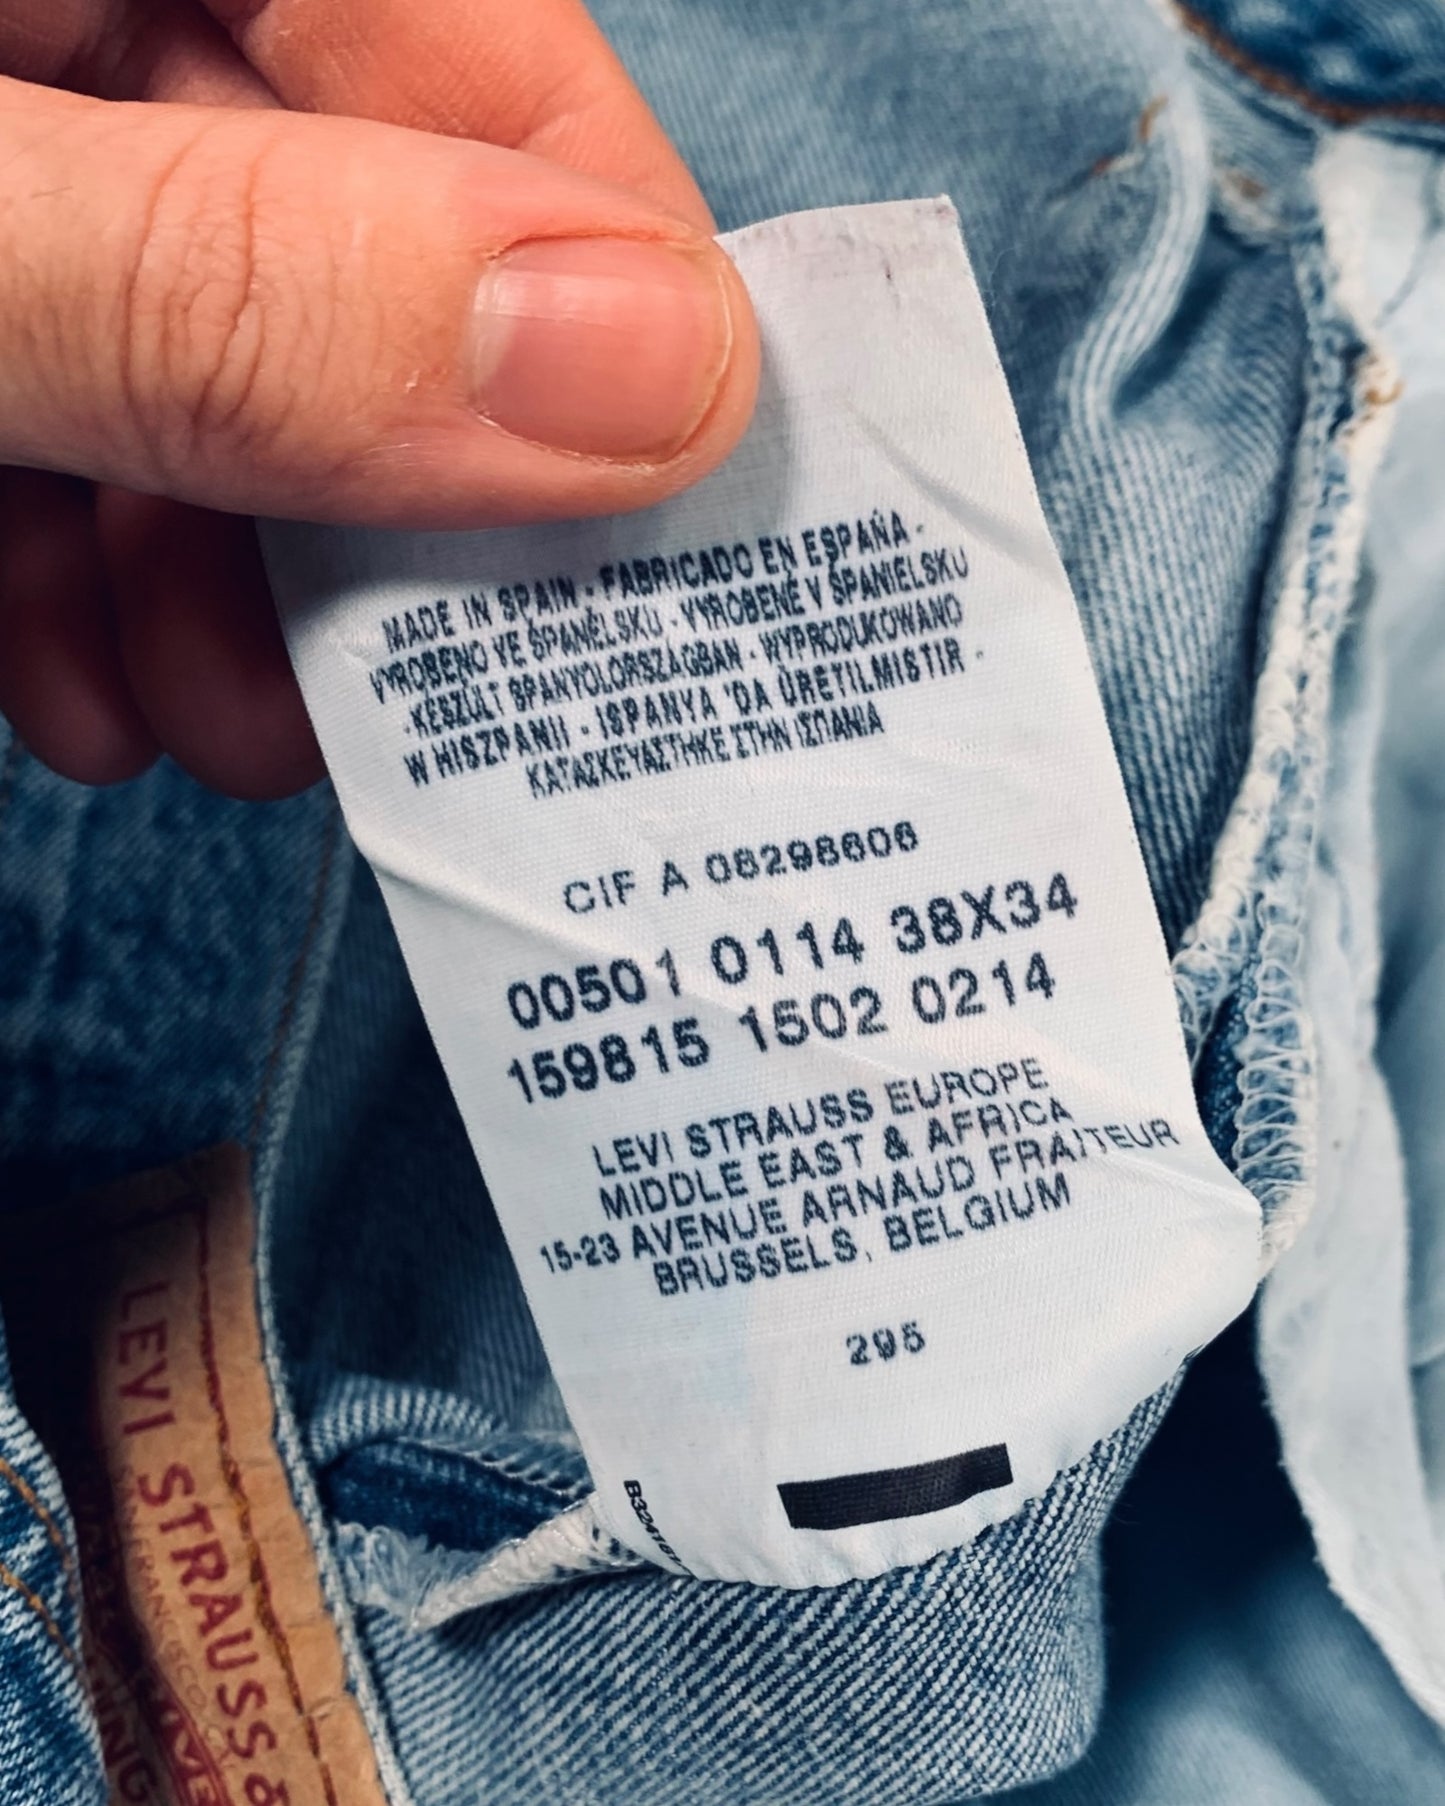 MADE IN SPAIN - FABRICADO EN ESPAÑA -
VYROBENO VE ŠPANĚLSKU - VYROBENÉ V ŠPANIELSKU
- KESZÜLT SPANYOLORSZAGBAN - WYPRODUKOWANO
W HISZPANII - ISPANYA 'DA ÜRETILMISTIR -
ΚΑΤΑΣΚΕΥΑΣΤΗΚΕ ΣΤΗΝ ΙΣΠΑΝΙΑ
CIF A 08298606
00501 0114 38X34
159815 1502 0214
LEVI STRAUSS EUROPE
MIDDLE EAST & AFRICA
15-23 AVENUE ARNAUD FRAITEUR
BRUSSELS, BELGIUM
295
LEVI STRAUSS &